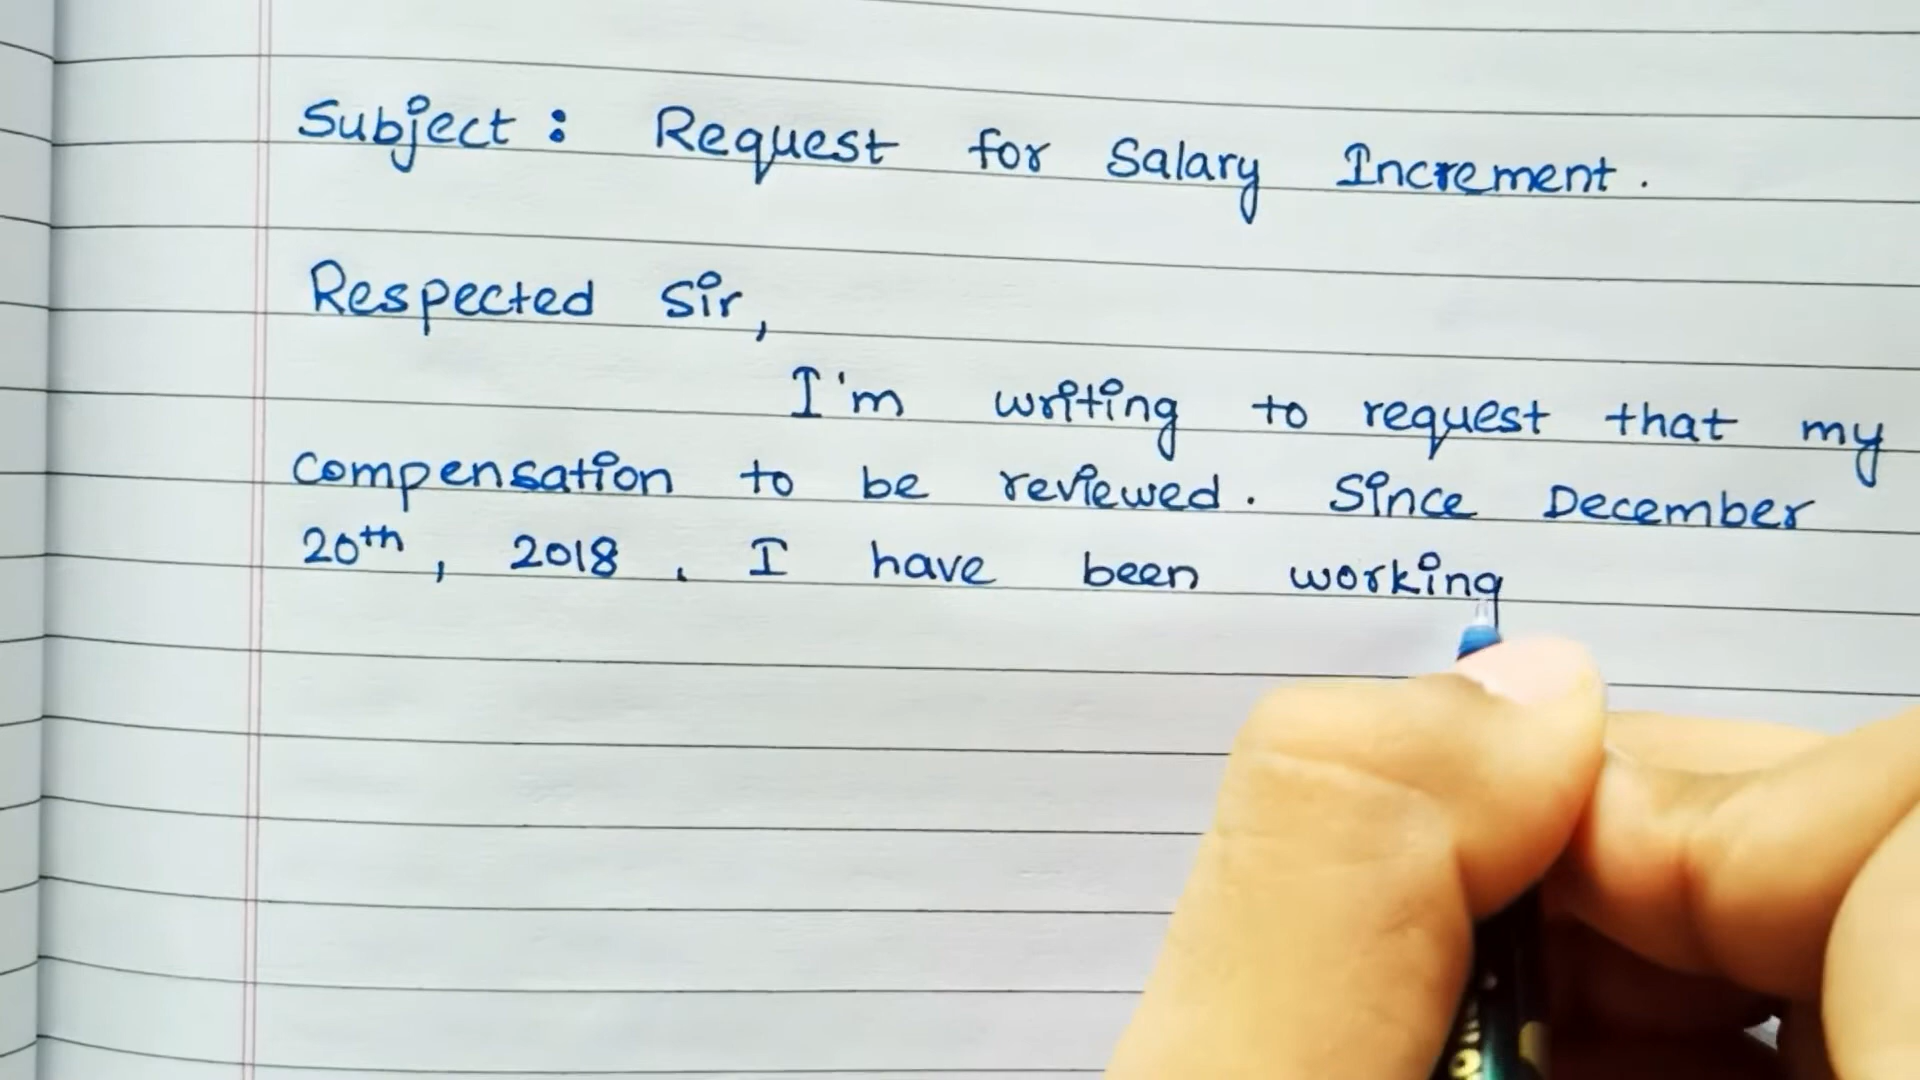 Subject : Request for Salary Increment.
Respected Sir,
I'm writing to request that my
compensation to be reviewed. Since December
20th, 2018, I have been working